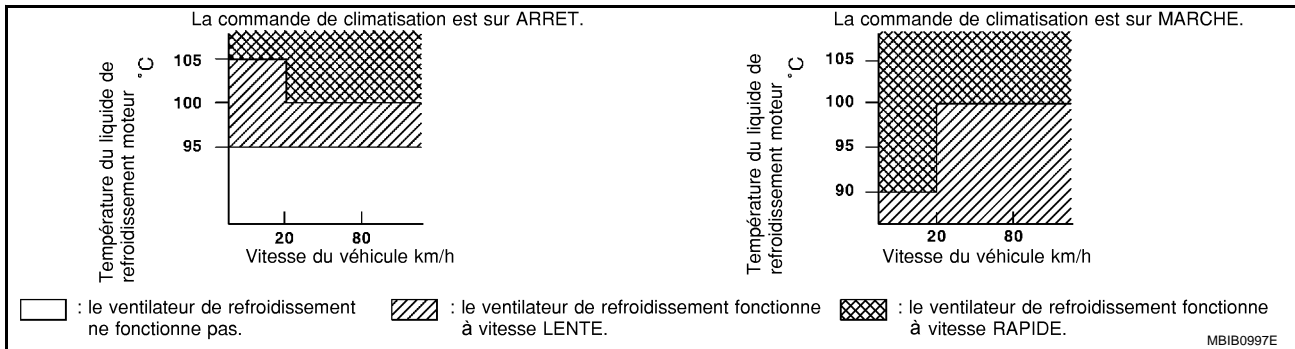 La commande de climatisation est sur ARRET.
Température du liquide de
refroidissement moteur
°C
105
100
95
20 80
Vitesse du véhicule km/h
La commande de climatisation est sur MARCHE.
Température du liquide de
refroidissement moteur
°C
105
100
95
90
20 80
Vitesse du véhicule km/h
: le ventilateur de refroidissement
ne fonctionne pas.
: le ventilateur de refroidissement fonctionne
à vitesse LENTE.
: le ventilateur de refroidissement fonctionne
à vitesse RAPIDE.
MBIB0997E